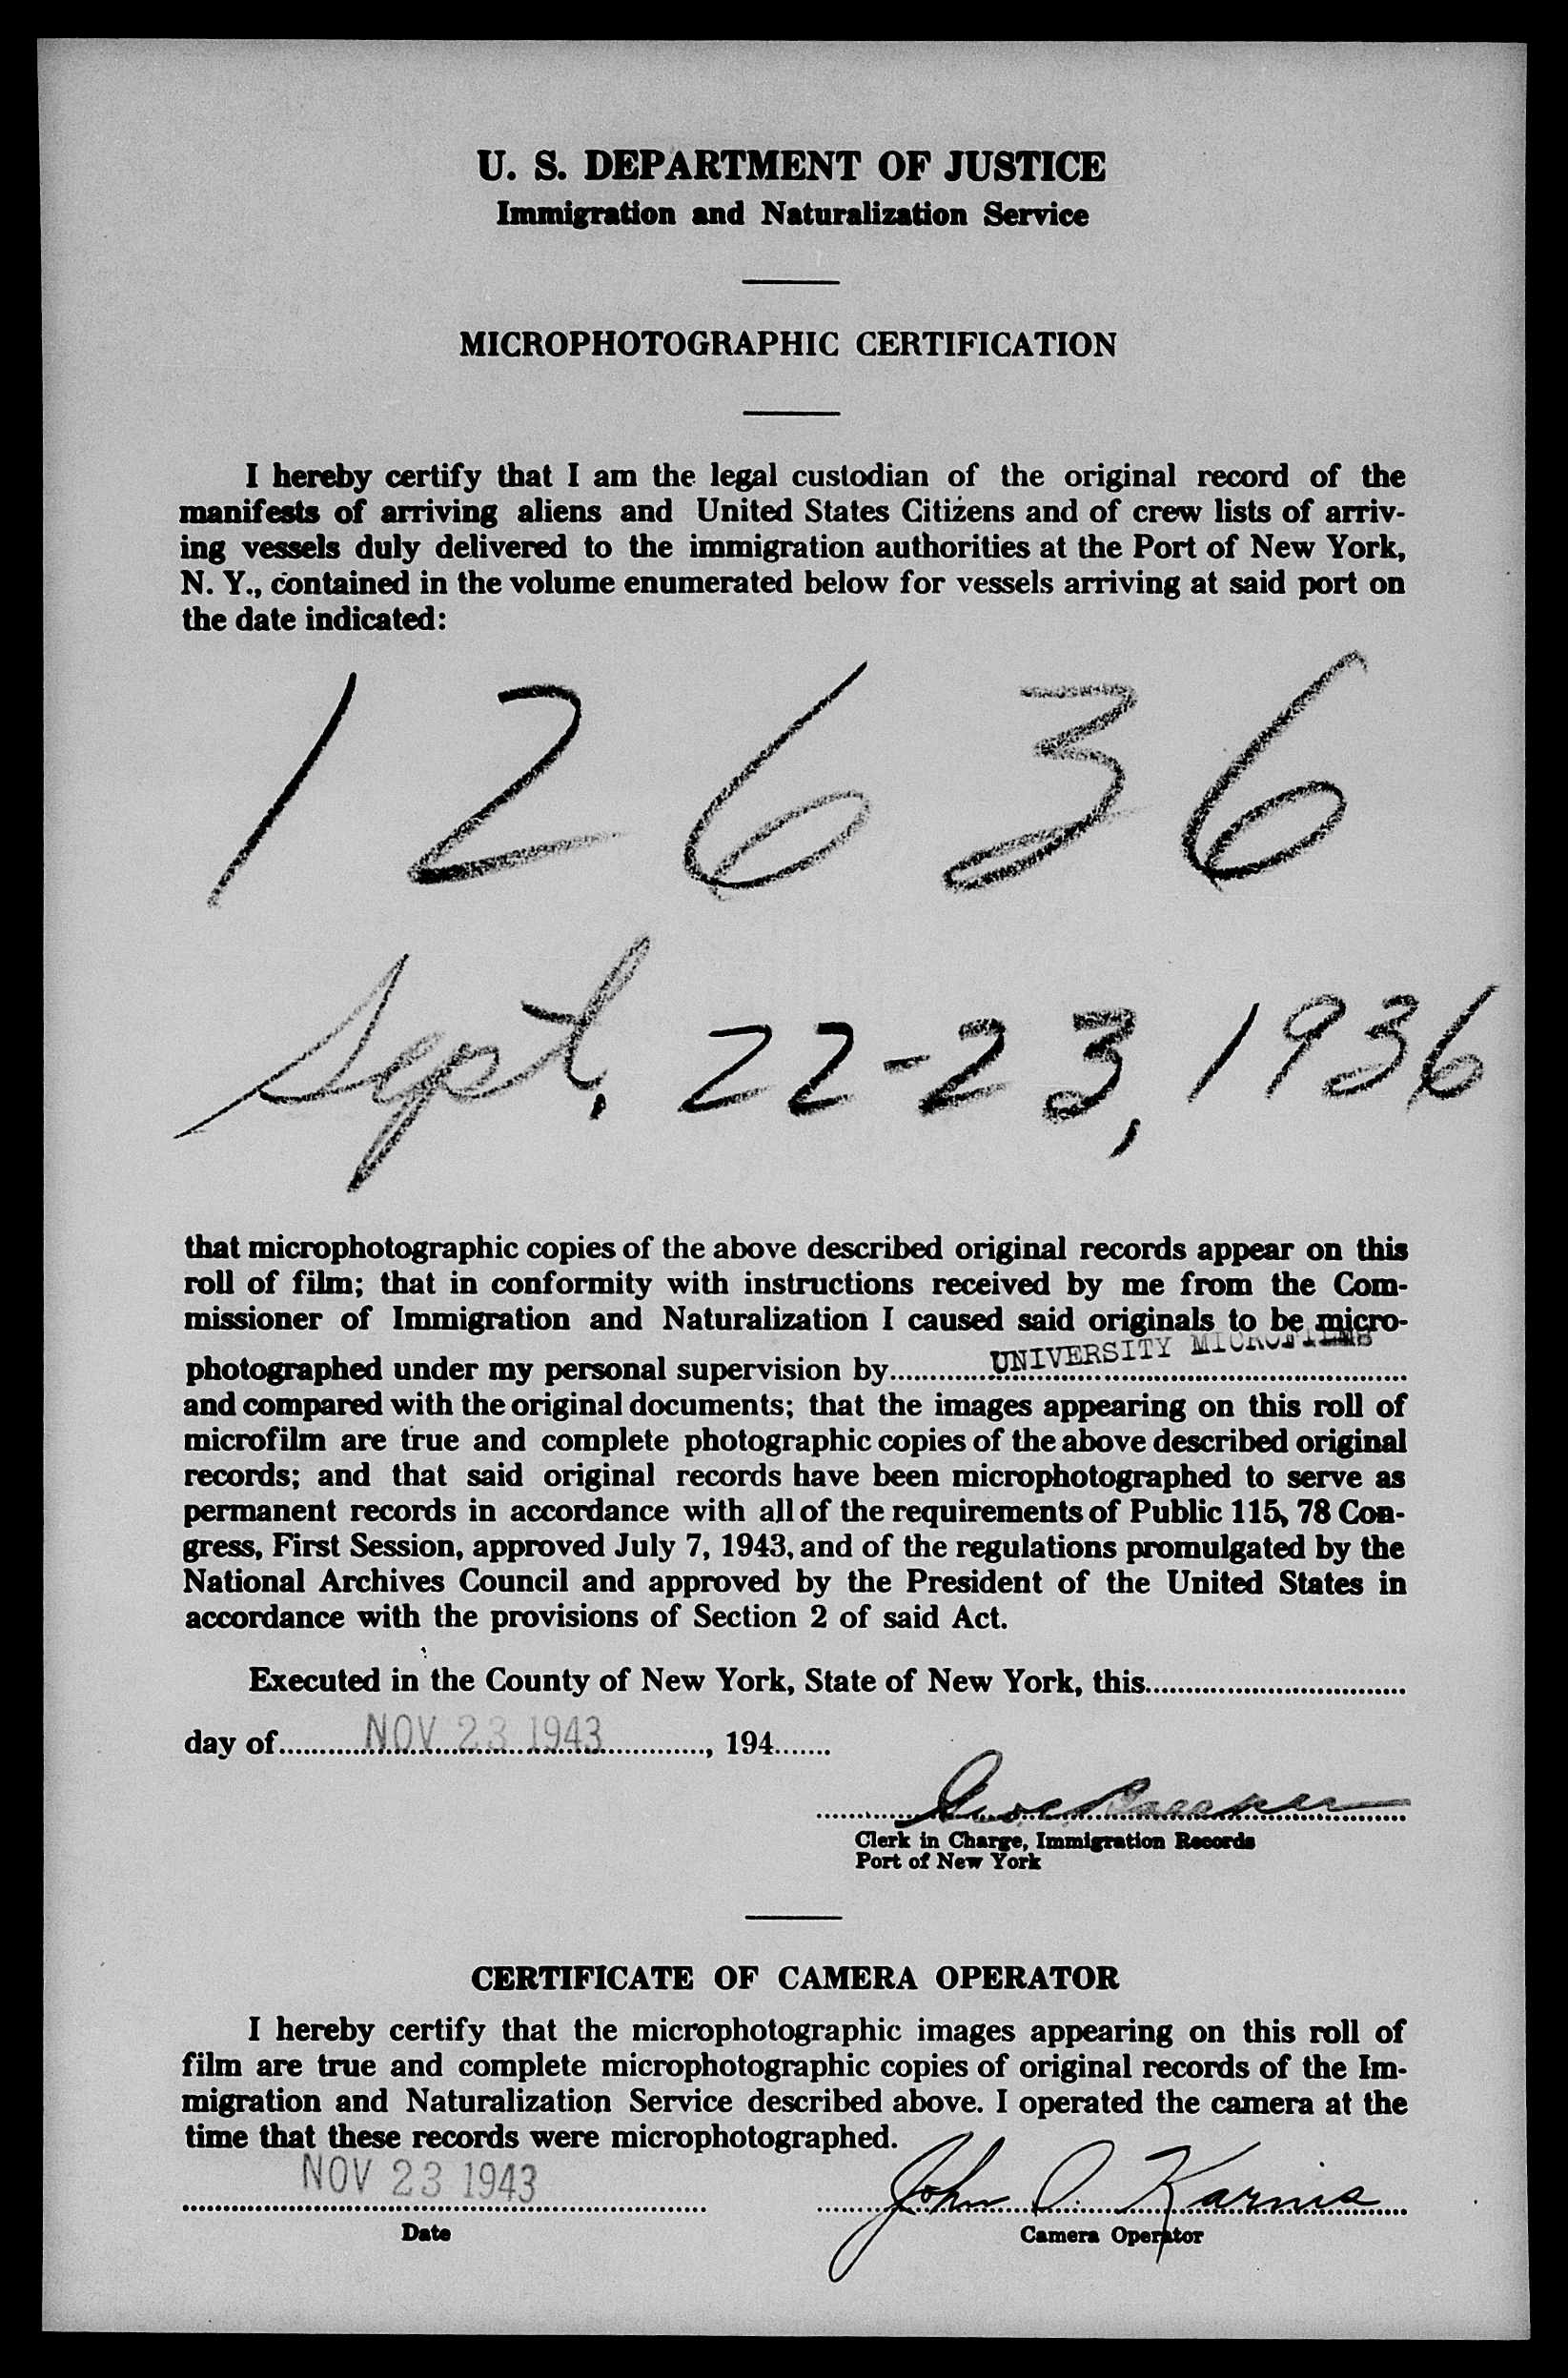 U. S. DEPARTMENT OF JUSTICE
Immigration and Naturalization Service
MICROPHOTOGRAPHIC CERTIFICATION
I hereby certify that I am the legal custodian of the original record of the
manifests of arriving aliens and United States Citizens and of crew lists of arriv-
ing vessels duly delivered to the immigration authorities at the Port of New York,
N. Y., contained in the volume enumerated below for vessels arriving at said port on
the date indicated:
12636
Sept. 22-23, 1936
that microphotographic copies of the above described original records appear on this
roll of film; that in conformity with instructions received by me from the Com-
missioner of Immigration and Naturalization I caused said originals to be micro-
photographed under my personal supervision by UNIVERSITY MICROFILMS
and compared with the original documents; that the images appearing on this roll of
microfilm are true and complete photographic copies of the above described original
records; and that said original records have been microphotographed to serve as
permanent records in accordance with all of the requirements of Public 115, 78 Con-
gress, First Session, approved July 7, 1943, and of the regulations promulgated by the
National Archives Council and approved by the President of the United States in
accordance with the provisions of Section 2 of said Act.
Executed in the County of New York, State of New York, this
day of NOV 23 1943, 194
Clerk in Charge, Immigration Records
Port of New York
CERTIFICATE OF CAMERA OPERATOR
I hereby certify that the microphotographic images appearing on this roll of
film are true and complete microphotographic copies of original records of the Im-
migration and Naturalization Service described above. I operated the camera at the
time that these records were microphotographed.
NOV 23 1943 John
Date Camera Operator